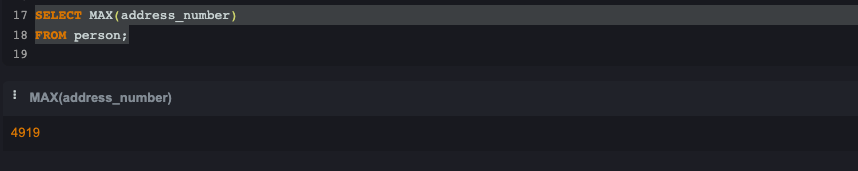 17 SELECT MAX(address_number)
18 FROM person;
19
⋮ MAX(address_number)
4919